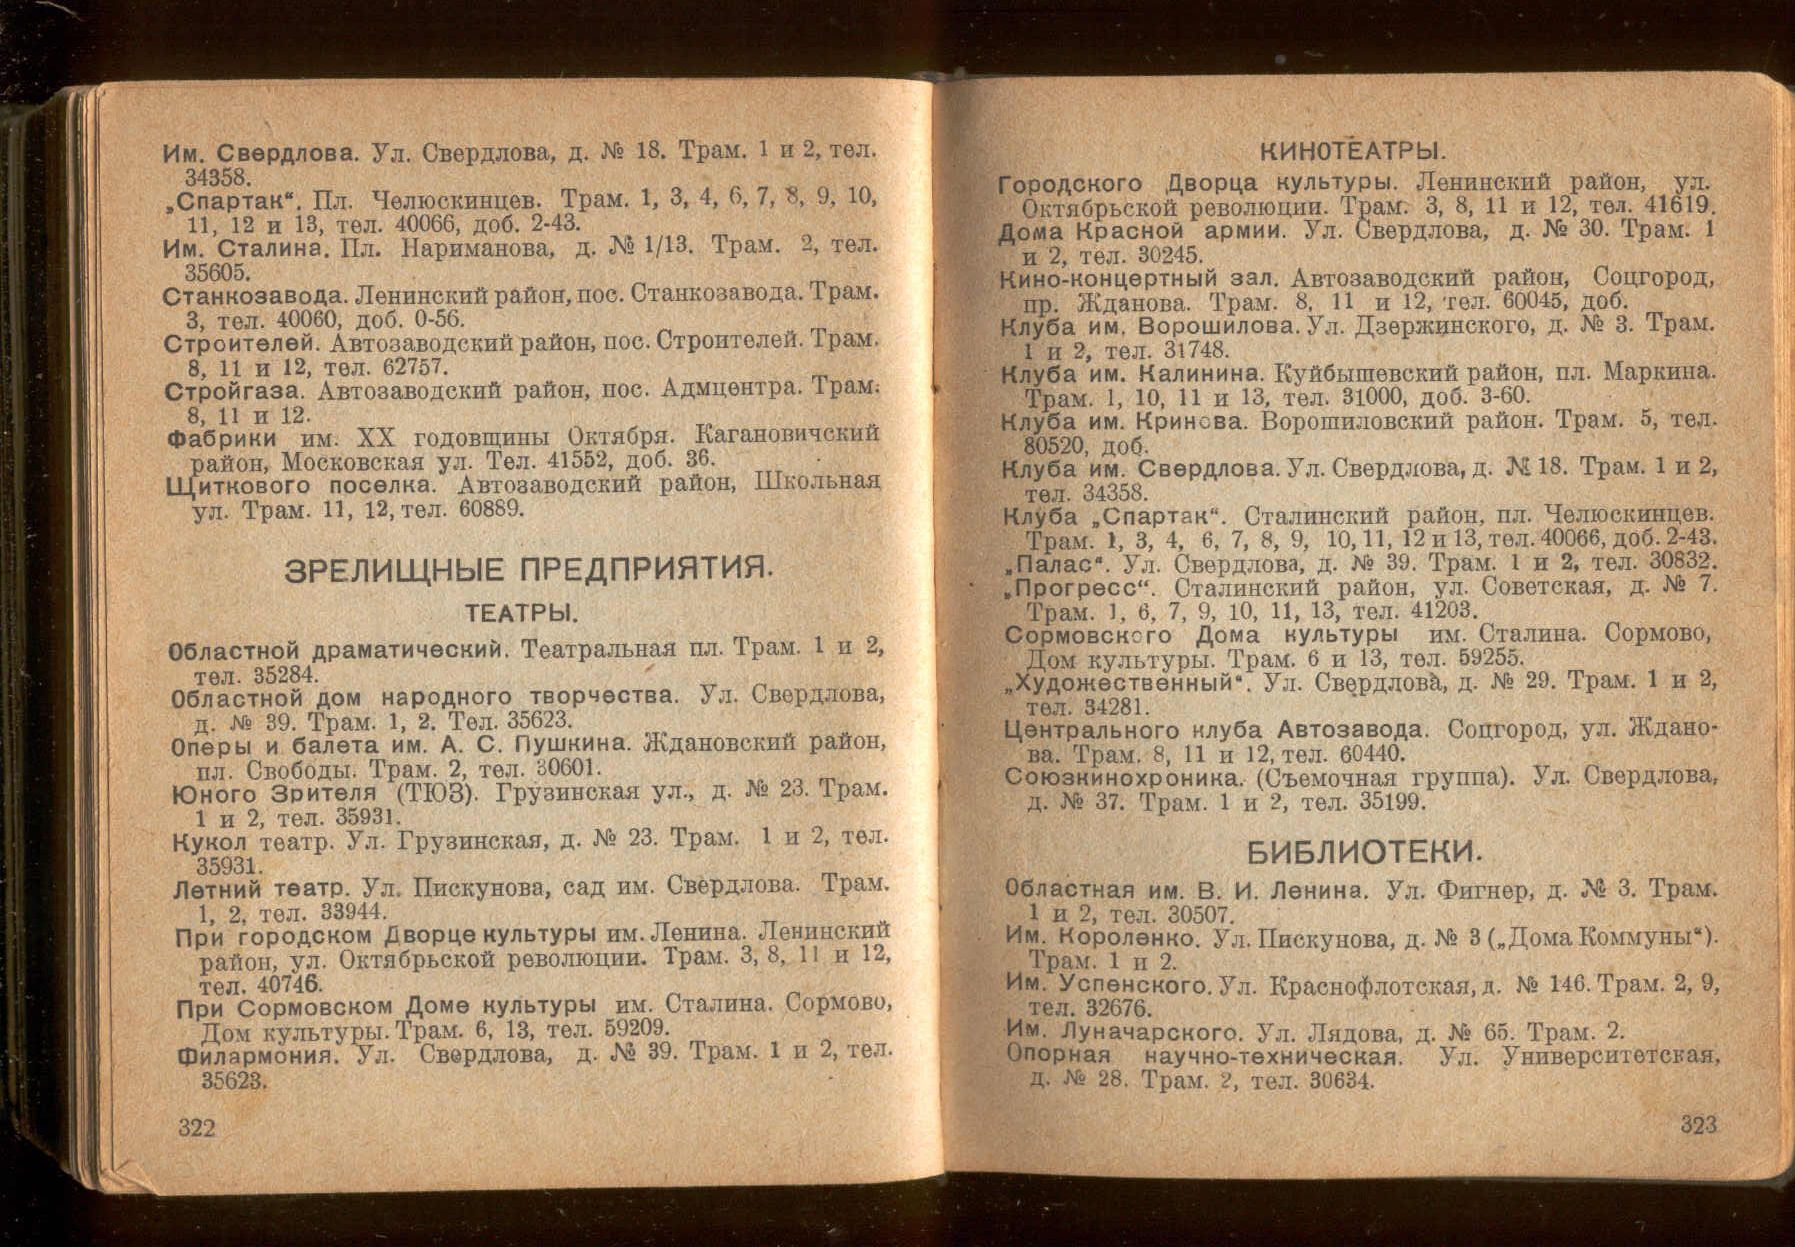 Им. Свердлова. Ул. Свердлова, д. № 18. Трам. 1 и 2, тел.
34358.
„Спартак“. Пл. Челюскинцев. Трам. 1, 3, 4, 6, 7, 8, 9, 10,
11, 12 и 13, тел. 40066, доб. 2-43.
Им. Сталина. Пл. Нариманова, д. № 1/13. Трам. 2, тел.
35605.
Станкозавода. Ленинский район, пос. Станкозавода. Трам.
3, тел. 40060, доб. 0-56.
Строителей. Автозаводский район, пос. Строителей. Трам.
8, 11 и 12, тел. 62757.
Стройгаза. Автозаводский район, пос. Адмцентра. Трам.
8, 11 и 12.
Фабрики им. XX годовщины Октября. Кагановичский
район, Московская ул. Тел. 41552, доб. 36.
Щиткового поселка. Автозаводский район, Школьная
ул. Трам. 11, 12, тел. 60889.
ЗРЕЛИЩНЫЕ ПРЕДПРИЯТИЯ.
ТЕАТРЫ.
Областной драматический. Театральная пл. Трам. 1 и 2,
тел. 35284.
Областной дом народного творчества. Ул. Свердлова,
д. № 39. Трам. 1, 2. Тел. 35623.
Оперы и балета им. А. С. Пушкина. Ждановский район,
пл. Свободы. Трам. 2, тел. 30601.
Юного Зрителя (ТЮЗ). Грузинская ул., д. № 23. Трам.
1 и 2, тел. 35931.
Кукол театр. Ул. Грузинская, д. № 23. Трам. 1 и 2, тел.
35931.
Летний театр. Ул. Пискунова, сад им. Свердлова. Трам.
1, 2, тел. 33944.
При городском Дворце культуры им. Ленина. Ленинский
район, ул. Октябрьской революции. Трам. 3, 8, 11 и 12,
тел. 40746.
При Сормовском Доме культуры им. Сталина. Сормово,
Дом культуры. Трам. 6, 13, тел. 59209.
Филармония. Ул. Свердлова, д. № 39. Трам. 1 и 2, тел.
35623.
322
КИНОТЕАТРЫ.
Городского Дворца культуры. Ленинский район, ул.
Октябрьской революции. Трам. 3, 8, 11 и 12, тел. 41619.
Дома Красной армии. Ул. Свердлова, д. № 30. Трам. 1
и 2, тел. 30245.
Кино-концертный зал. Автозаводский район, Соцгород,
пр. Жданова. Трам. 8, 11 и 12, тел. 60045, доб.
Клуба им. Ворошилова. Ул. Дзержинского, д. № 3. Трам.
1 и 2, тел. 31748.
Клуба им. Калинина. Куйбышевский район, пл. Маркина.
Трам. 1, 10, 11 и 13, тел. 31000, доб. 3-60.
Клуба им. Кринова. Ворошиловский район. Трам. 5, тел.
80520, доб.
Клуба им. Свердлова. Ул. Свердлова, д. № 18. Трам. 1 и 2,
тел. 34358.
Клуба „Спартак“. Сталинский район, пл. Челюскинцев.
Трам. 1, 3, 4, 6, 7, 8, 9, 10, 11, 12 и 13, тел. 40066, доб. 2-43.
„Палас“. Ул. Свердлова, д. № 39. Трам. 1 и 2, тел. 30832.
„Прогресс“. Сталинский район, ул. Советская, д. № 7.
Трам. 1, 6, 7, 9, 10, 11, 13, тел. 41203.
Сормовского Дома культуры им. Сталина. Сормово,
Дом культуры. Трам. 6 и 13, тел. 59255.
„Художественный“. Ул. Свердлова, д. № 29. Трам. 1 и 2,
тел. 34281.
Центрального клуба Автозавода. Соцгород, ул. Ждано-
ва. Трам. 8, 11 и 12, тел. 60440.
Союзкинохроника. (Съемочная группа). Ул. Свердлова,
д. № 37. Трам. 1 и 2, тел. 35199.
БИБЛИОТЕКИ.
Областная им. В. И. Ленина. Ул. Фигнер, д. № 3. Трам.
1 и 2, тел. 30507.
Им. Короленко. Ул. Пискунова, д. № 3 („Дома Коммуны“).
Трам. 1 и 2.
Им. Успенского. Ул. Краснофлотская, д. № 146. Трам. 2, 9,
тел. 32676.
Им. Луначарского. Ул. Лядова, д. № 65. Трам. 2.
Опорная научно-техническая. Ул. Университетская,
д. № 28. Трам. 2, тел. 30634.
323